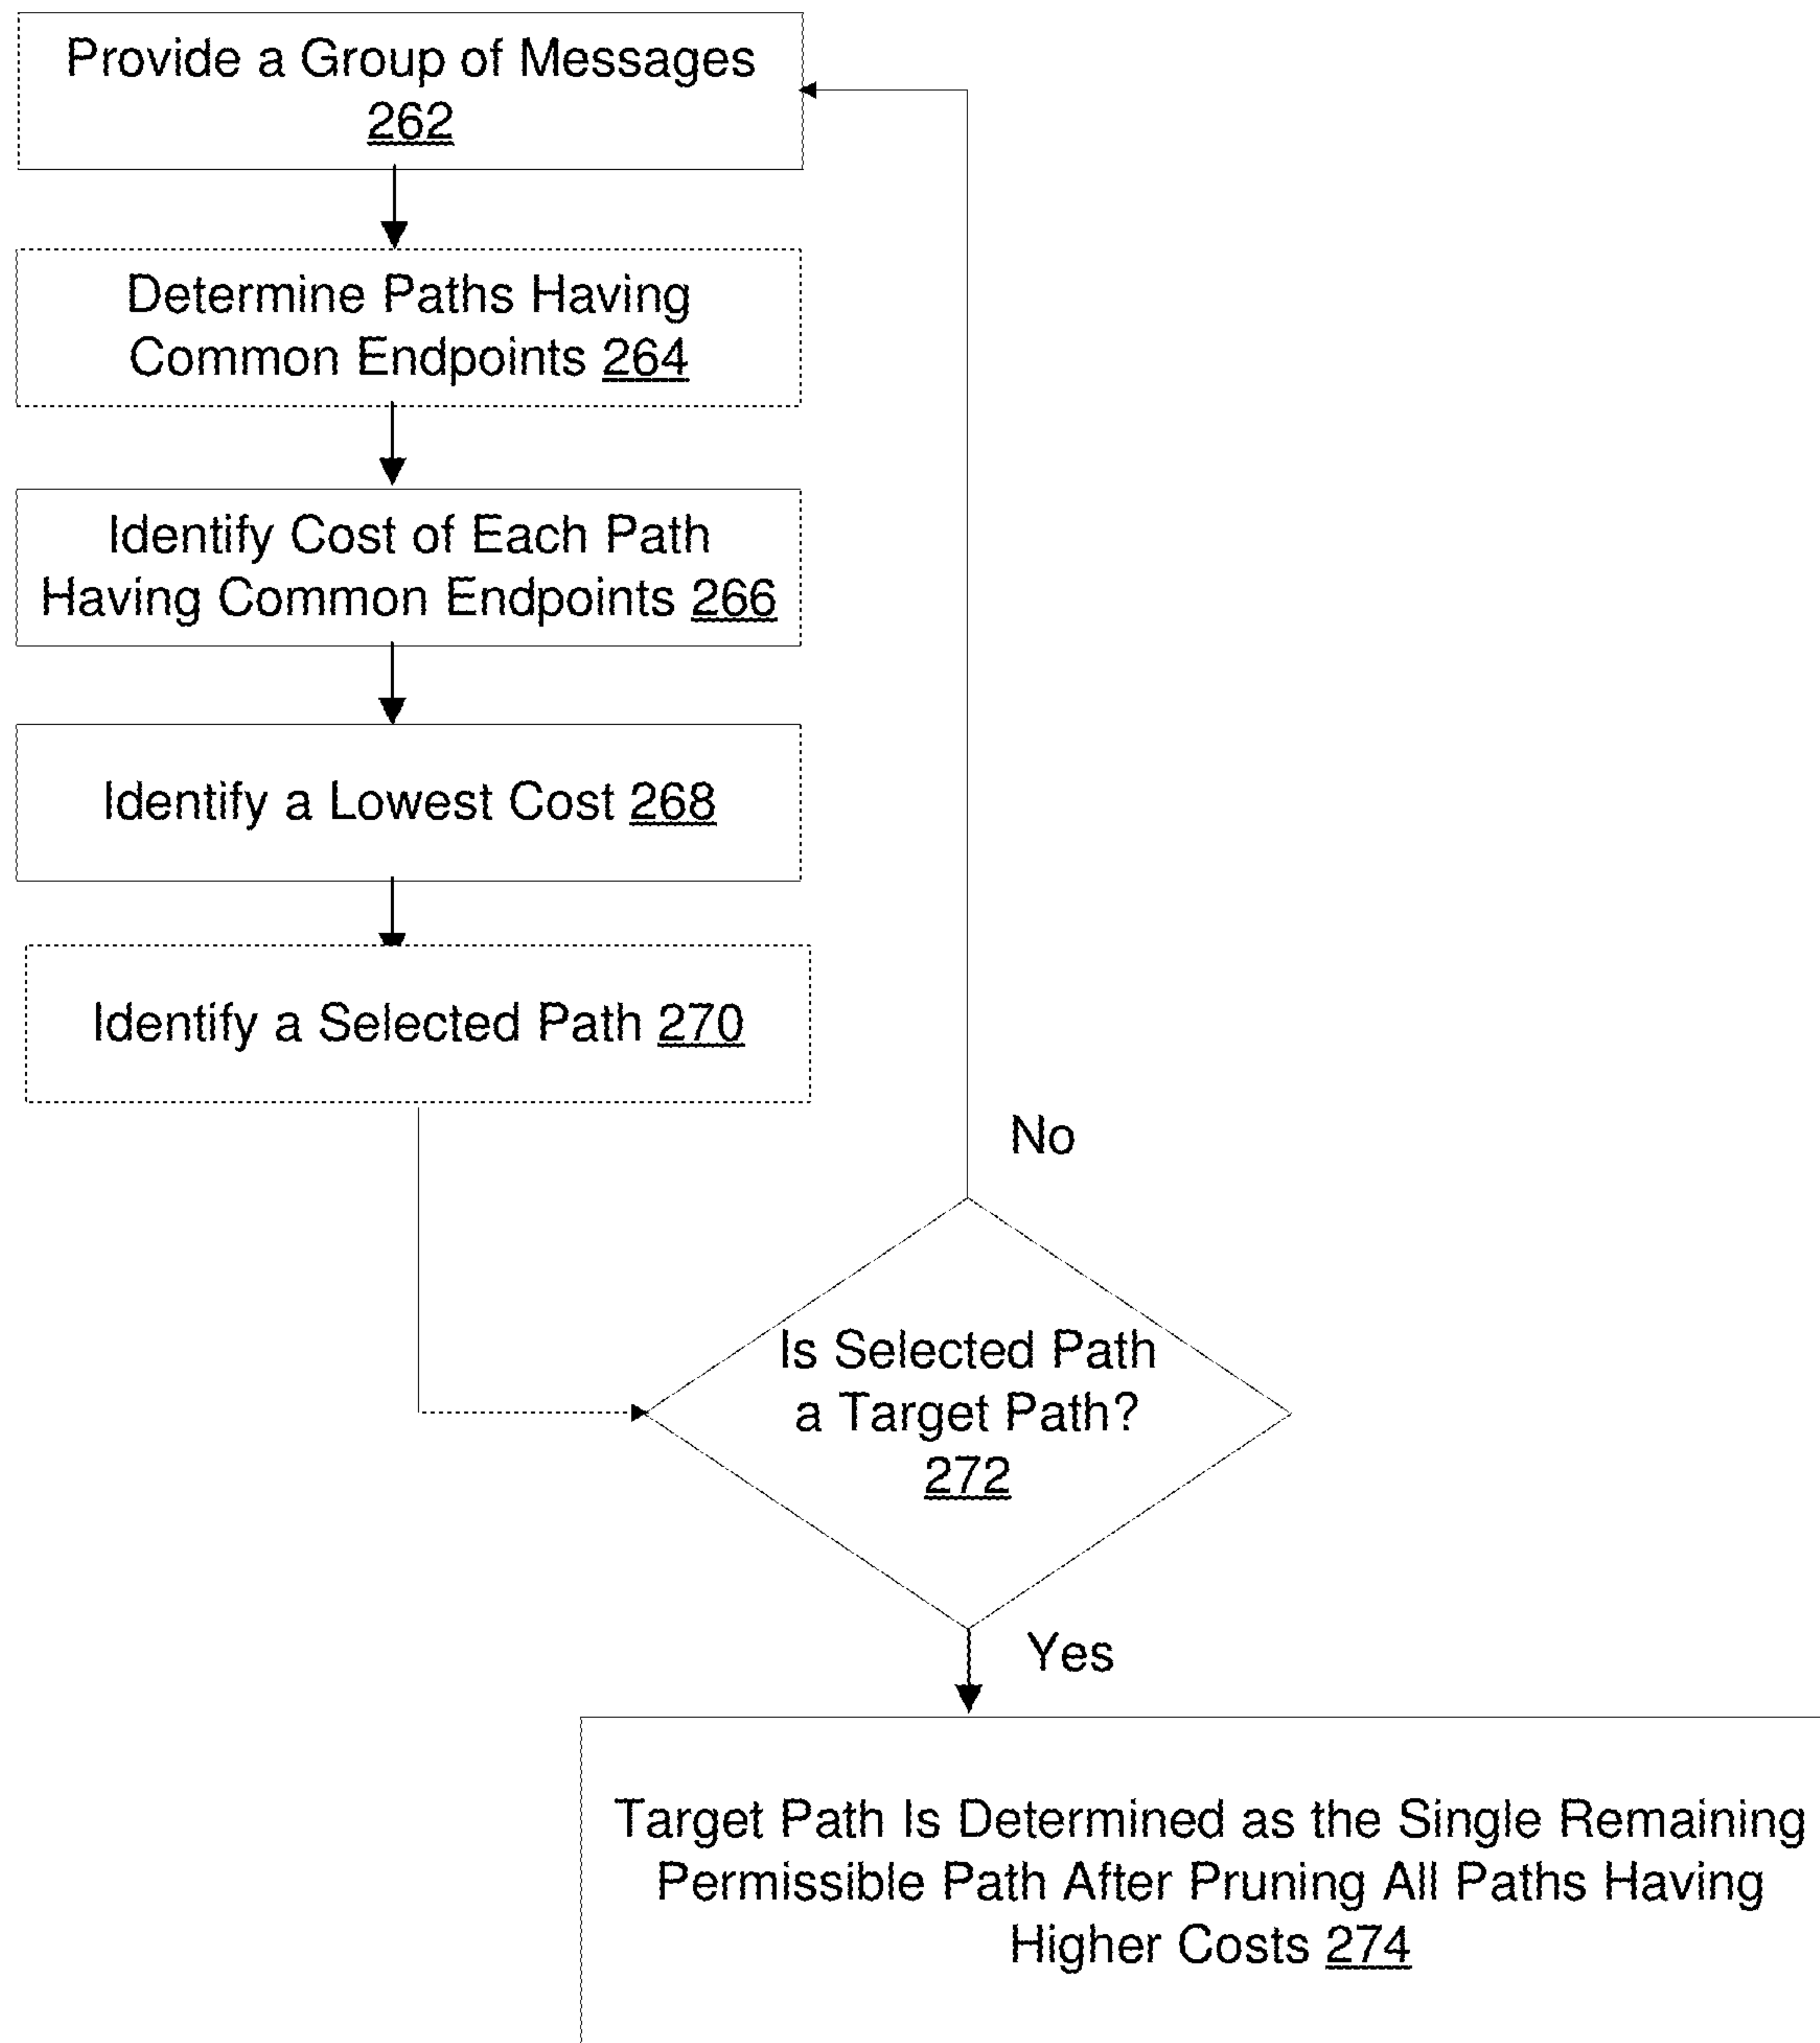 Provide a Group of Messages
262
Determine Paths Having
Common Endpoints 264
Identify Cost of Each Path
Having Common Endpoints 266
Identify a Lowest Cost 268
Identify a Selected Path 270
No
Is Selected Path
a Target Path?
272
Yes
Target Path Is Determined as the Single Remaining
Permissible Path After Pruning All Paths Having
Higher Costs 274